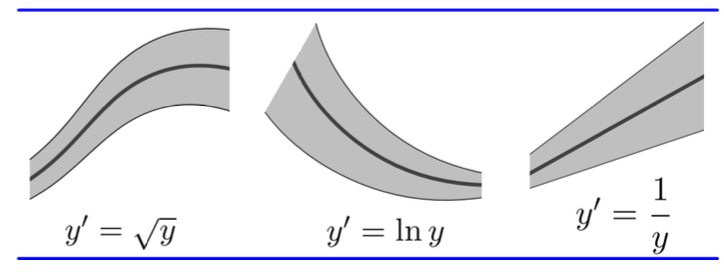 y′ = √y
y′ = ln y
y′ = 1/y